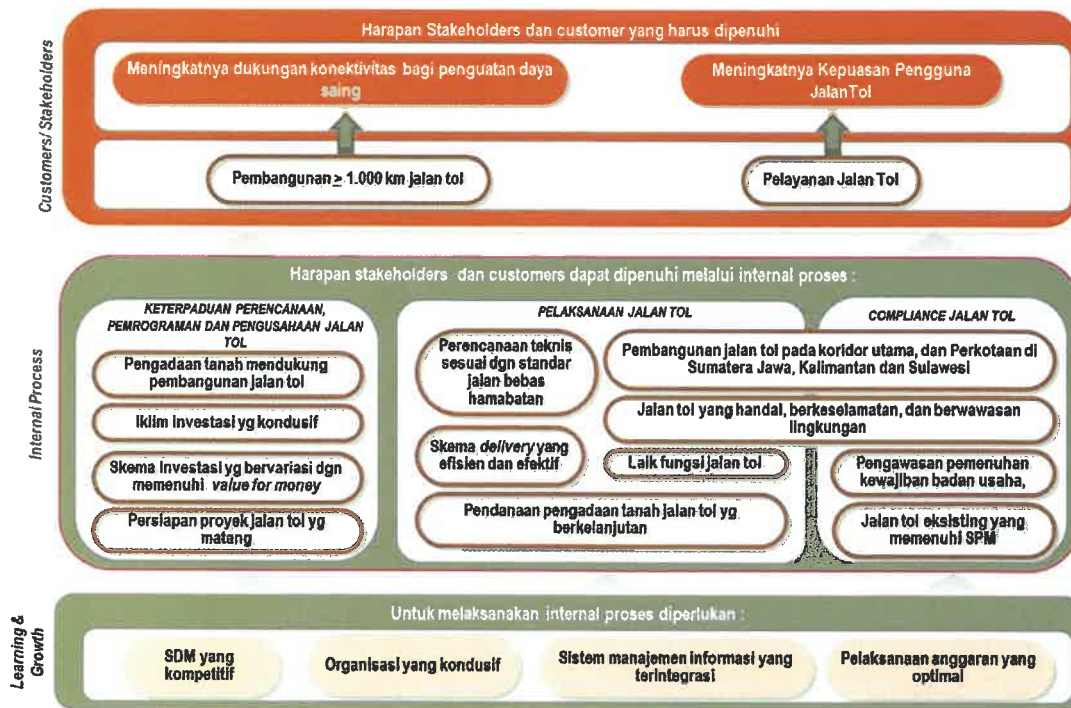 Customers/ Stakeholders
Harapan Stakeholders dan customer yang harus dipenuhi
Meningkatnya dukungan konektivitas bagi penguatan daya
saing
Meningkatnya Kepuasan Pengguna
JalanTol
Pembangunan ≥ 1.000 km jalan tol
Pelayanan Jalan Tol
Internal Process
Harapan stakeholders dan customers dapat dipenuhi melalui internal proses :
KETERPADUAN PERENCANAAN,
PEMROGRAMAN DAN PENGUSAHAAN JALAN
TOL
Pengadaan tanah mendukung
pembangunan jalan tol
Iklim investasi yg kondusif
Skema Investasi yg bervariasi dgn
memenuhi value for money
Persiapan proyek jalan tol yg
matang
PELAKSANAAN JALAN TOL
Perencanaan teknis
sesuai dgn standar
jalan bebas
hamabatan
Skema delivery yang
efisien dan efektif
COMPLIANCE JALAN TOL
Pembangunan jalan tol pada koridor utama, dan Perkotaan di
Sumatera Jawa, Kalimantan dan Sulawesi
Jalan tol yang handal, berkeselamatan, dan berwawasan
lingkungan
Laik fungsi jalan tol
Pendanaan pengadaan tanah jalan tol yg
berkelanjutan
Pengawasan pemenuhan
kewajiban badan usaha,
Jalan tol eksisting yang
memenuhi SPM
Learning &
Growth
Untuk melaksanakan internal proses diperlukan :
SDM yang
kompetitif
Organisasi yang kondusif
Sistem manajemen informasi yang
terintegrasi
Pelaksanaan anggaran yang
optimal